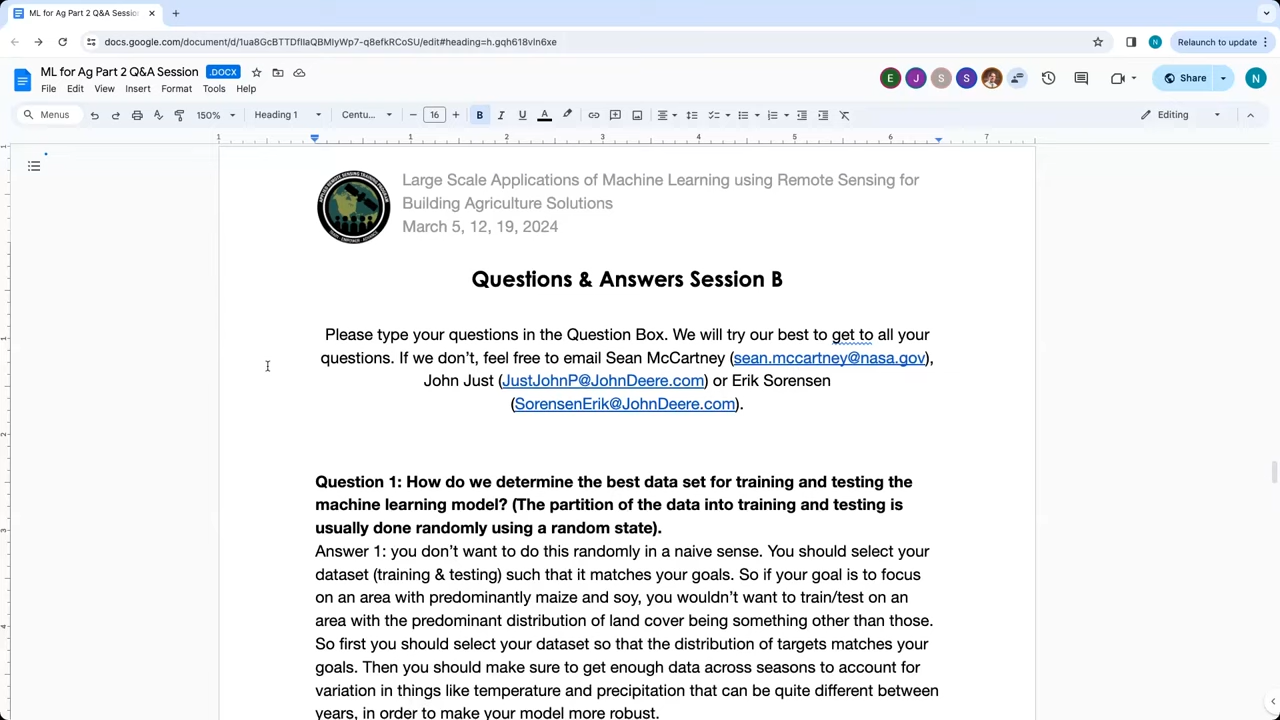 ML for Ag Part 2 Q&A Sessio
docs.google.com/document/d/1ua8GcBTTDfIlaQBMIyWp7-q8efkRCoSU/edit#heading=h.gqh618vln6xe
N
Relaunch to update
ML for Ag Part 2 Q&A Session
.DOCX
File Edit View Insert Format Tools Help
E J S S
Share
N
Menus
150%
Heading 1
Centu...
16
B I U A
Editing
1 1 2 3 4 5 6 7
Large Scale Applications of Machine Learning using Remote Sensing for
Building Agriculture Solutions
March 5, 12, 19, 2024
Questions & Answers Session B
Please type your questions in the Question Box. We will try our best to get to all your
questions. If we don't, feel free to email Sean McCartney (sean.mccartney@nasa.gov),
John Just (JustJohnP@JohnDeere.com) or Erik Sorensen
(SorensenErik@JohnDeere.com).
Question 1: How do we determine the best data set for training and testing the
machine learning model? (The partition of the data into training and testing is
usually done randomly using a random state).
Answer 1: you don't want to do this randomly in a naive sense. You should select your
dataset (training & testing) such that it matches your goals. So if your goal is to focus
on an area with predominantly maize and soy, you wouldn't want to train/test on an
area with the predominant distribution of land cover being something other than those.
So first you should select your dataset so that the distribution of targets matches your
goals. Then you should make sure to get enough data across seasons to account for
variation in things like temperature and precipitation that can be quite different between
years, in order to make your model more robust.